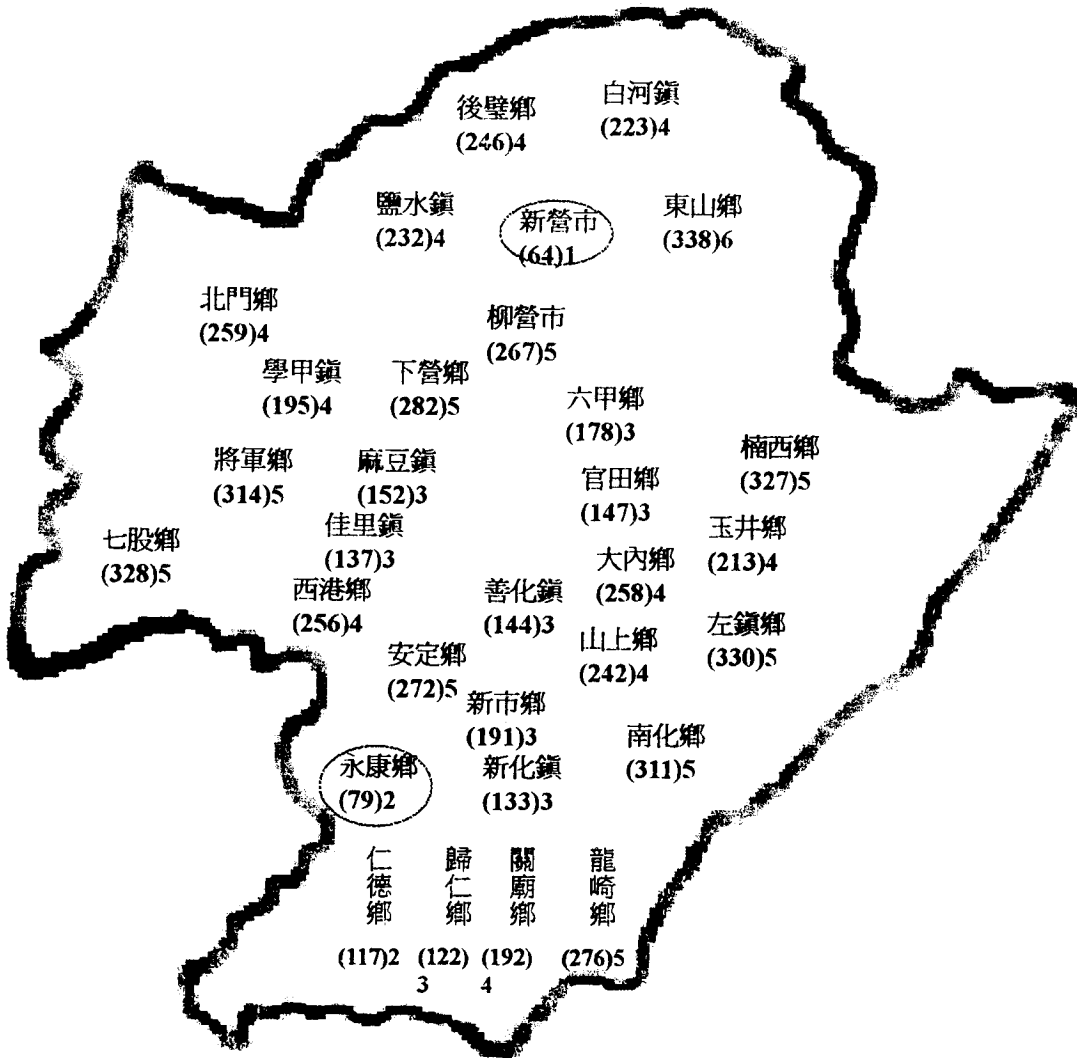 後壁鄉
(246)4
白河鎮
(223)4
鹽水鎮
(232)4
新營市
(64)1
東山鄉
(338)6
北門鄉
(259)4
柳營市
(267)5
學甲鎮
(195)4
下營鄉
(282)5
六甲鄉
(178)3
將軍鄉
(314)5
麻豆鎮
(152)3
官田鄉
(147)3
楠西鄉
(327)5
七股鄉
(328)5
佳里鎮
(137)3
大內鄉
(258)4
玉井鄉
(213)4
西港鄉
(256)4
善化鎮
(144)3
山上鄉
(242)4
左鎮鄉
(330)5
安定鄉
(272)5
新市鄉
(191)3
南化鄉
(311)5
永康鄉
(79)2
新化鎮
(133)3
仁德鄉
(117)2
歸仁鄉
(122)
3
關廟鄉
(192)
4
龍崎鄉
(276)5